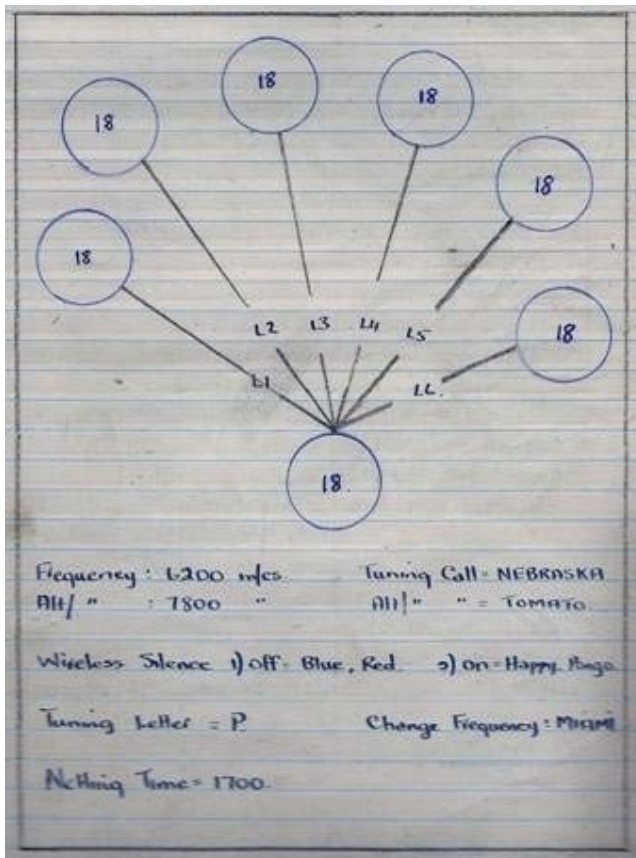 18
18
18
18
18
18
L2 L3 L4 L5
L1 L6.
18.
Frequency : 6200 m/cs. Tuning Call = NEBRASKA
Alt/ " : 7800 " Alt/ " " = TOMATO.
Wireless Silence 1) Off = Blue, Red. 2) on = Happy,
Tuning Letter = P. Change Frequency : MIAMI
Netting Time = 1700.